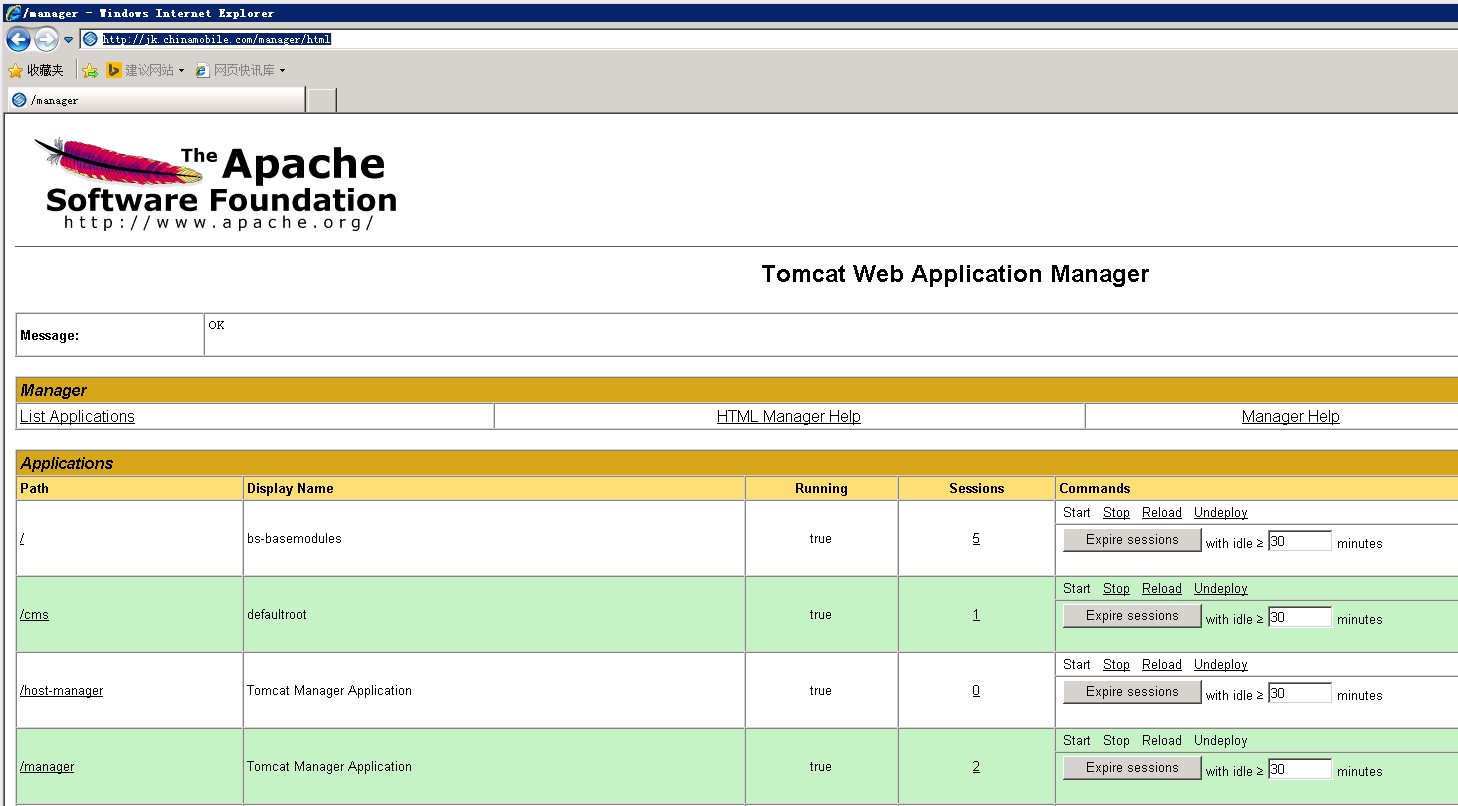 /manager - Windows Internet Explorer
http://jk.chinamobile.com/manager/html
收藏夹 建议网站 网页快讯库
/manager
The Apache
Software Foundation
http://www.apache.org/
Tomcat Web Application Manager
Message: OK
Manager
List Applications HTML Manager Help Manager Help
Applications
Path Display Name Running Sessions Commands
Start Stop Reload Undeploy
/ bs-basemodules true 5 Expire sessions with idle ≥ 30 minutes
Start Stop Reload Undeploy
/cms defaultroot true 1 Expire sessions with idle ≥ 30 minutes
Start Stop Reload Undeploy
/host-manager Tomcat Manager Application true 0 Expire sessions with idle ≥ 30 minutes
Start Stop Reload Undeploy
/manager Tomcat Manager Application true 2 Expire sessions with idle ≥ 30 minutes